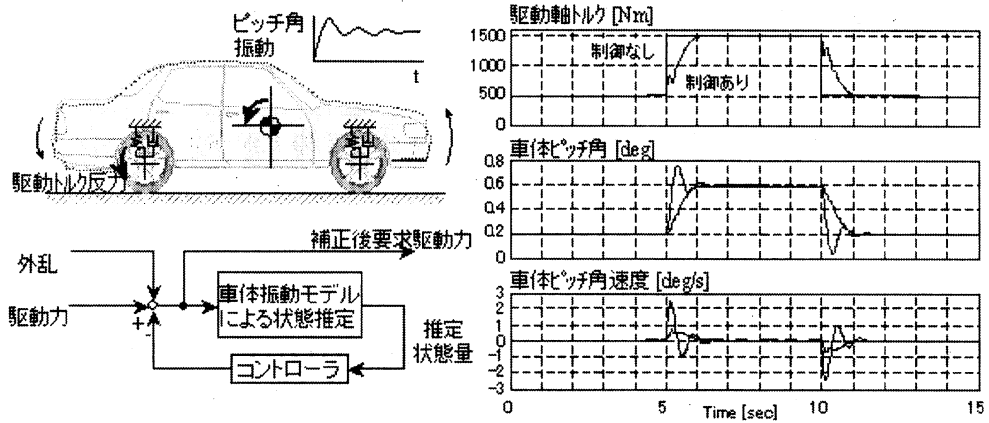 ピッチ角
振動
t
駆動トルク反力
補正後要求駆動力
外乱
駆動力
+
-
車体振動モデル
による状態推定
推定
状態量
コントローラ
駆動軸トルク [Nm]
1500
1000
500
0
制御なし
制御あり
車体ピッチ角 [deg]
0.8
0.6
0.4
0.2
0
車体ピッチ角速度 [deg/s]
3
2
1
0
-1
-2
-3
0
5
10
15
Time [sec]